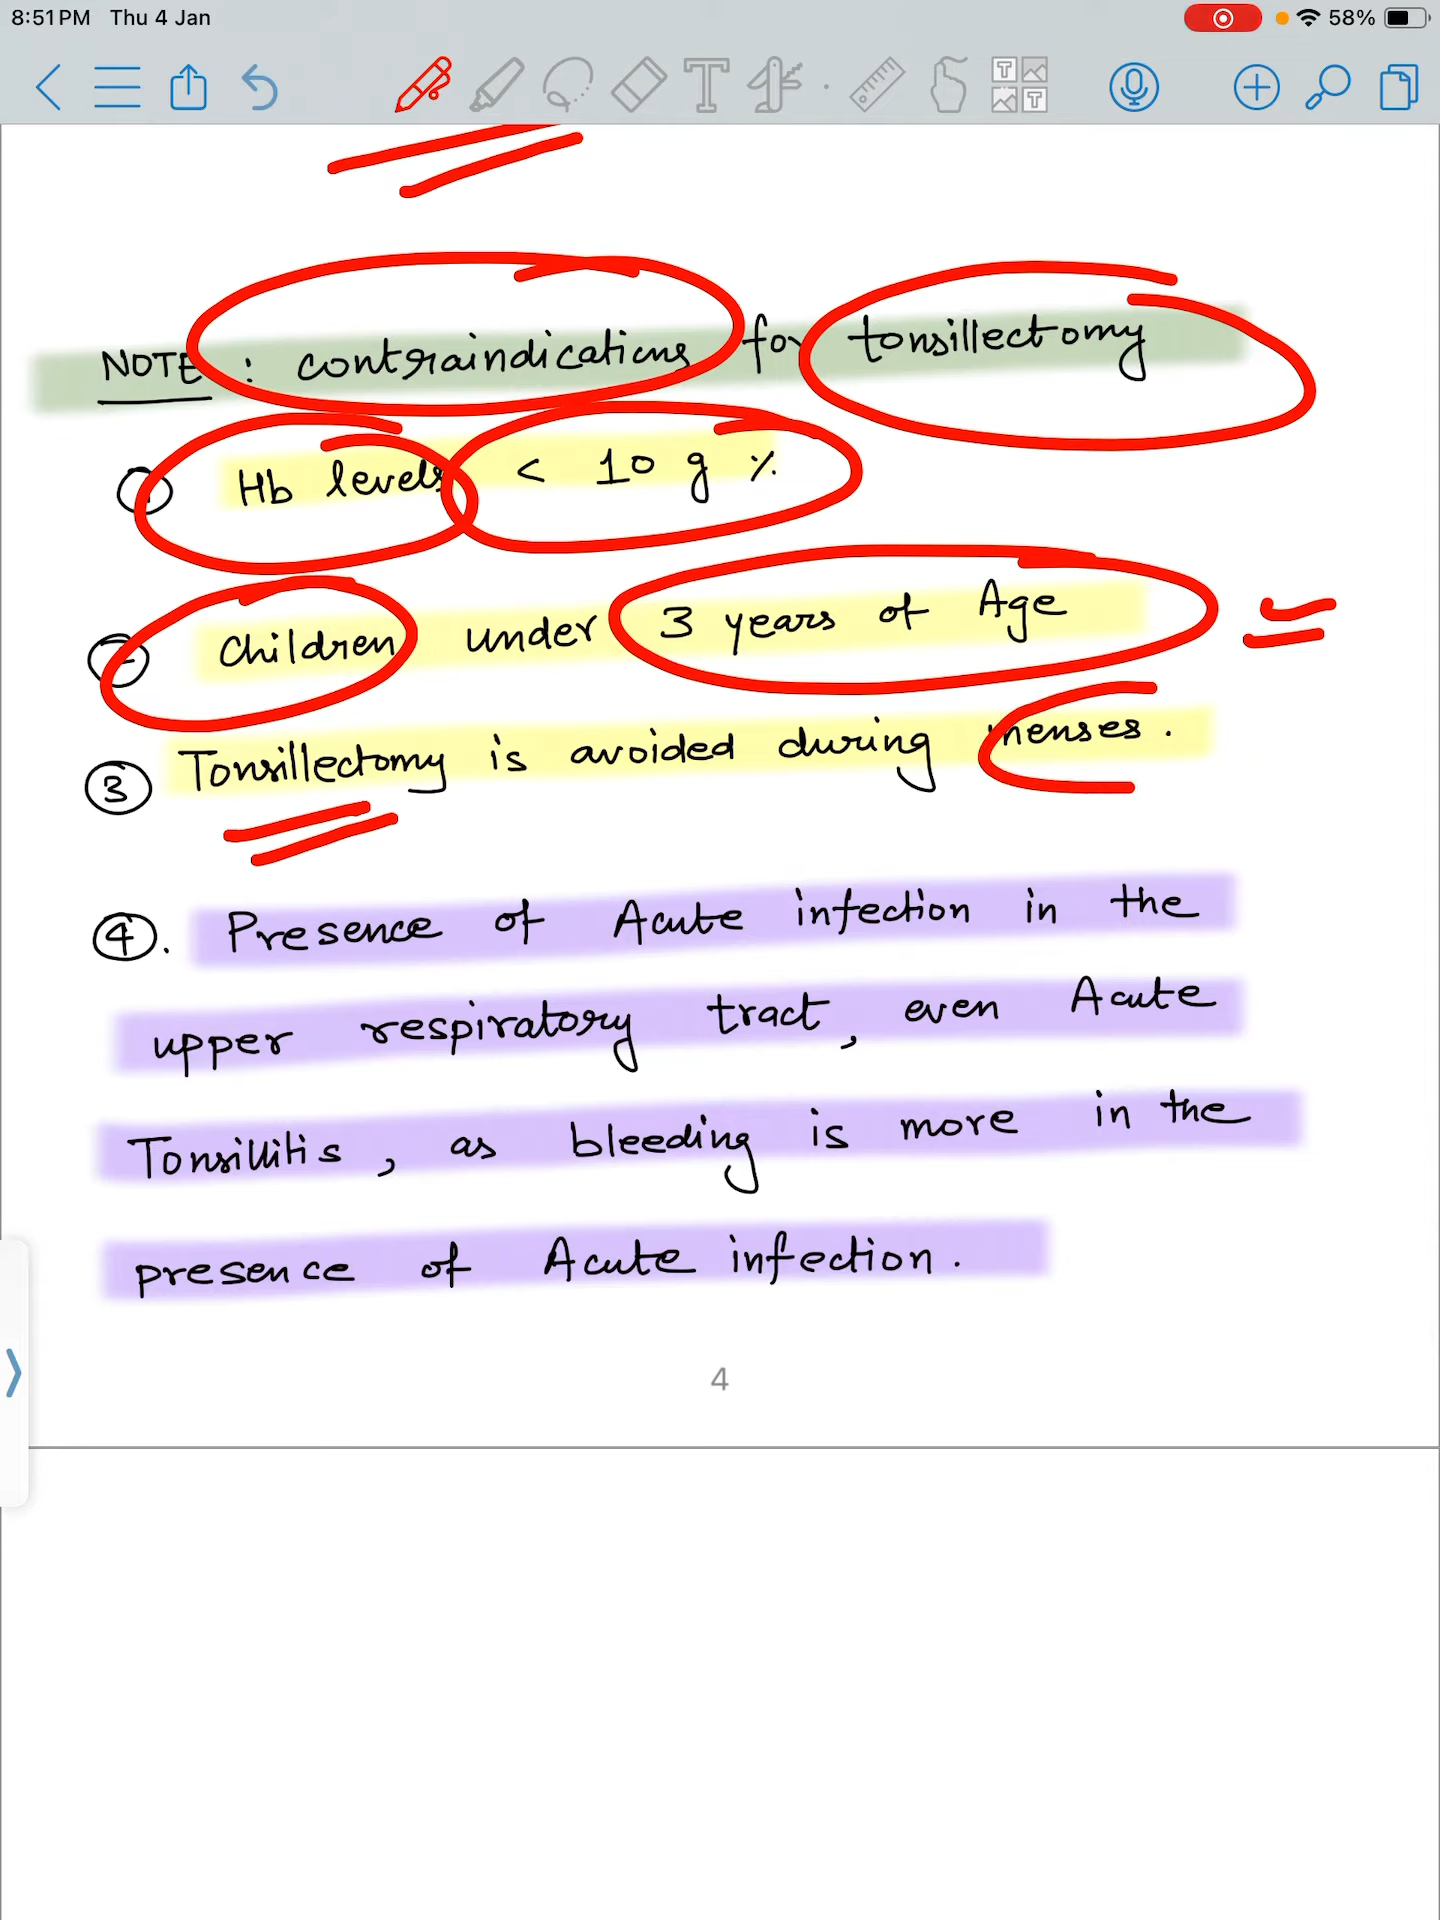 8:51 PM Thu 4 Jan 58%
NOTE : contraindications for tonsillectomy
① Hb levels < 10 g %
② Children under 3 years of Age
③ Tonsillectomy is avoided during menses.
④. Presence of Acute infection in the
upper respiratory tract, even Acute
Tonsillitis, as bleeding is more in the
presence of Acute infection.
4